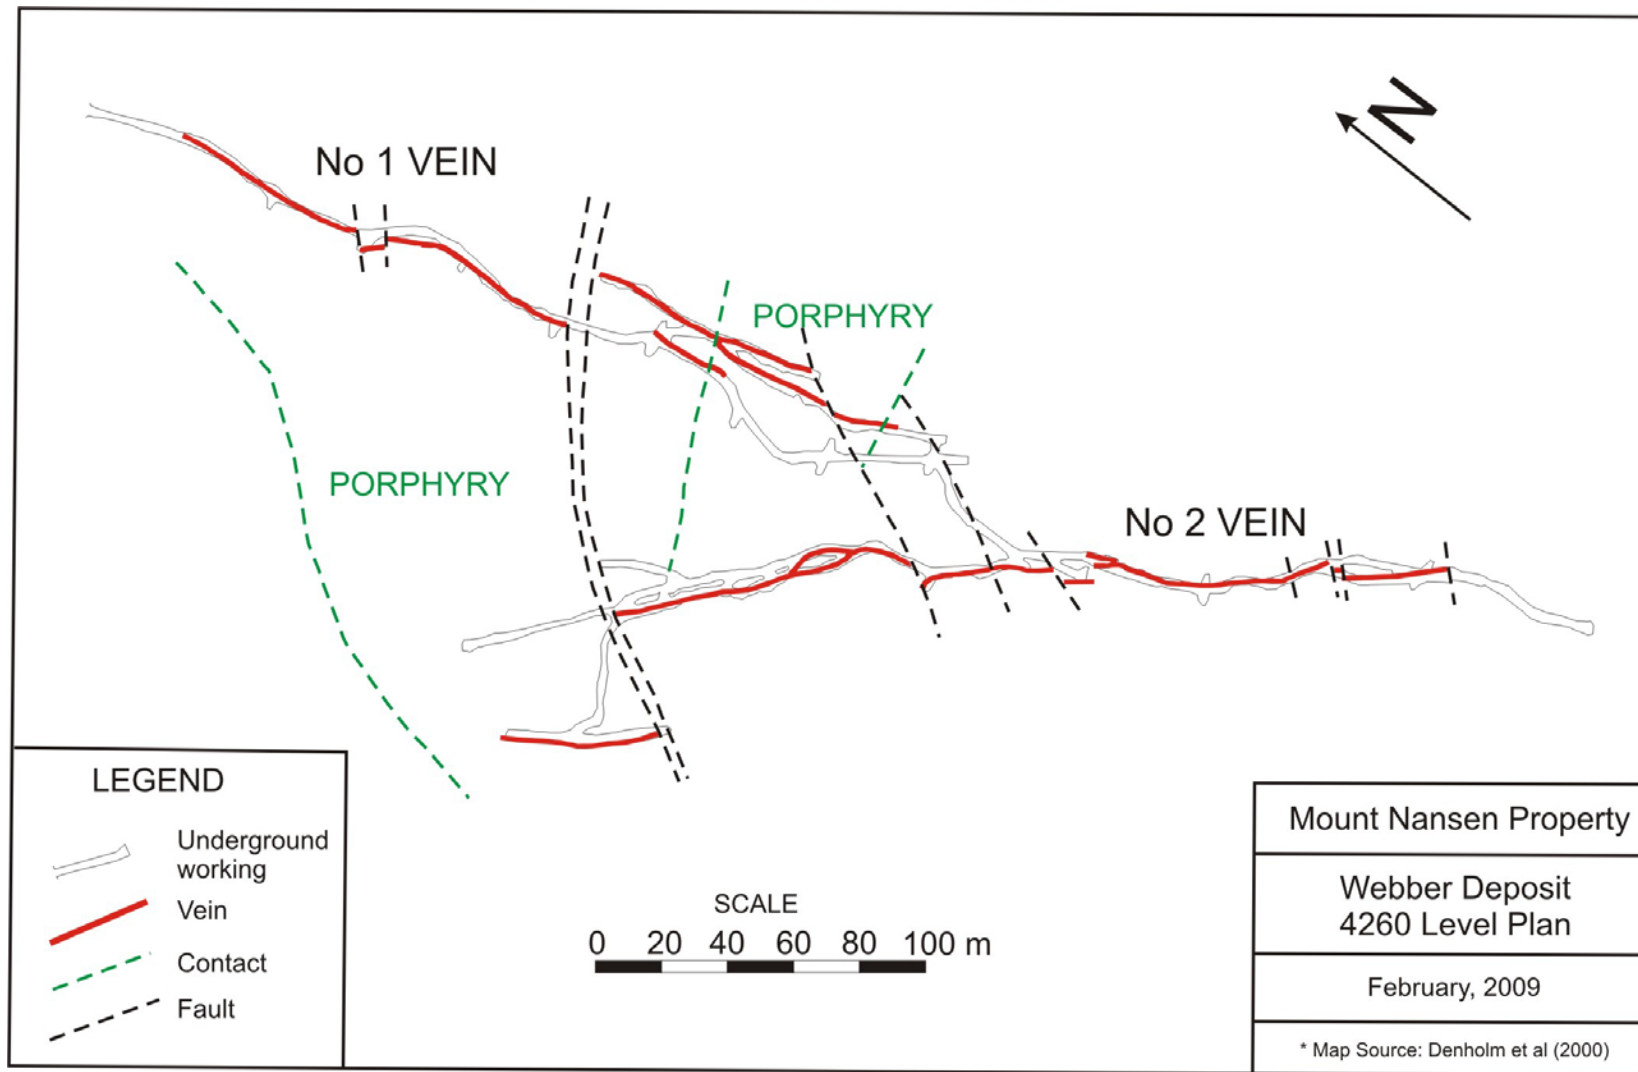 N
No 1 VEIN
PORPHYRY
PORPHYRY
No 2 VEIN
LEGEND
Underground
working
Vein
Contact
Fault
SCALE
0 20 40 60 80 100 m
Mount Nansen Property
Webber Deposit
4260 Level Plan
February, 2009
* Map Source: Denholm et al (2000)